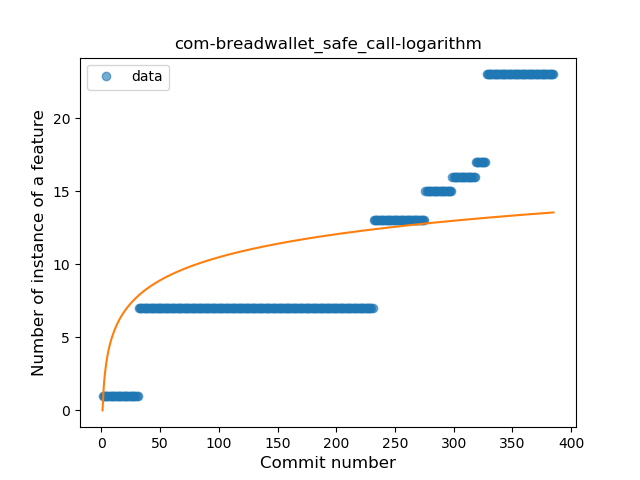 com-breadwallet_safe_call-logarithm
data
Number of instance of a feature
20
15
10
5
0
0 50 100 150 200 250 300 350 400
Commit number